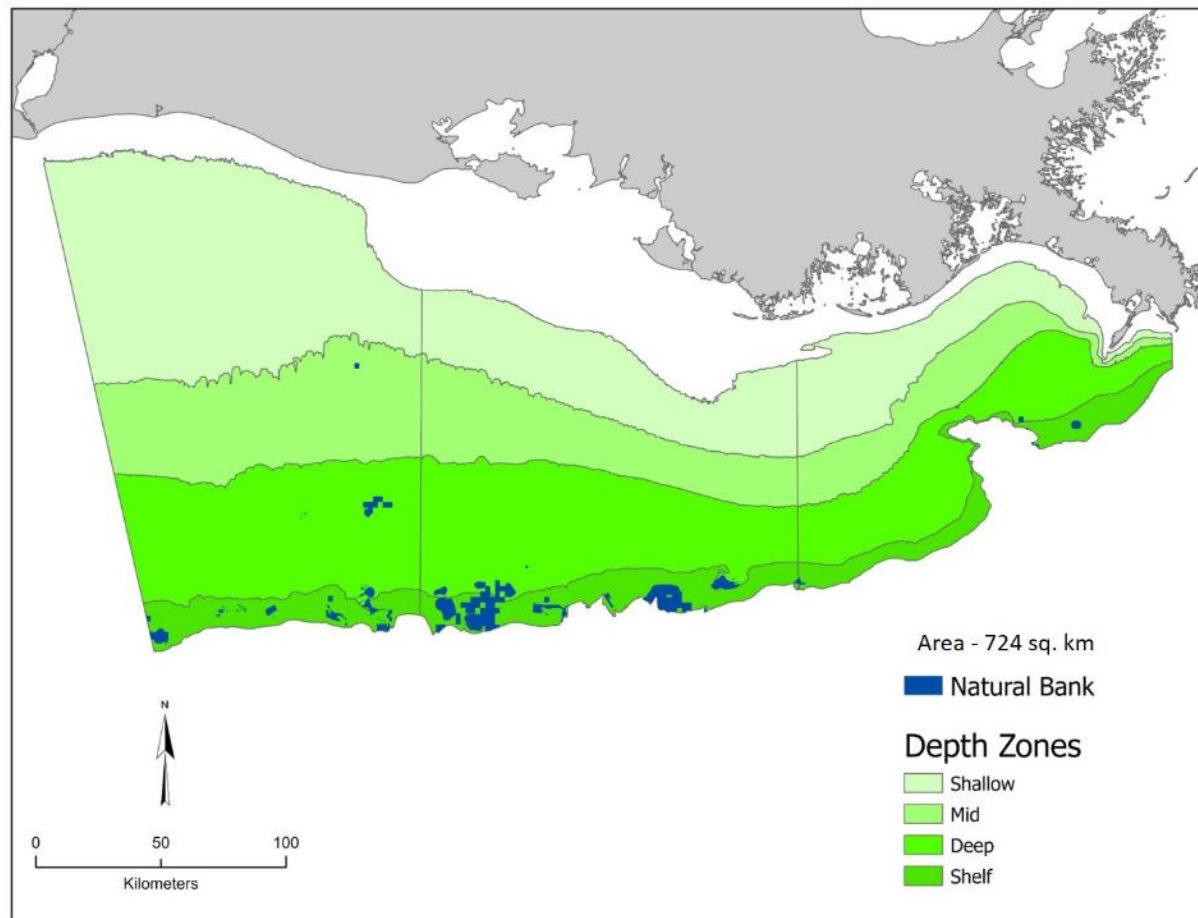 Area - 724 sq. km
Natural Bank
Depth Zones
Shallow
Mid
Deep
Shelf
N
0 50 100
Kilometers